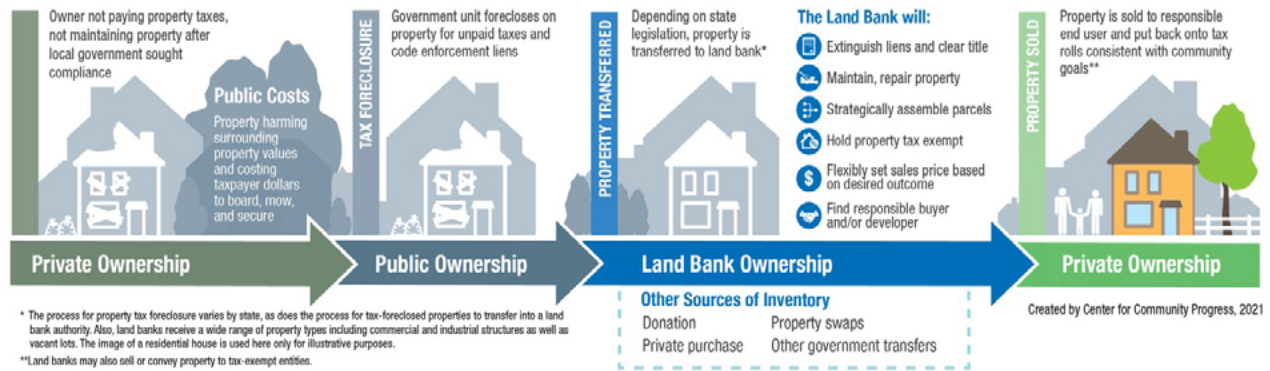 Owner not paying property taxes,
not maintaining property after
local government sought
compliance
Public Costs
Property harming
surrounding
property values
and costing
taxpayer dollars
to board, mow,
and secure
TAX FORECLOSURE
Government unit forecloses on
property for unpaid taxes and
code enforcement liens
PROPERTY TRANSFERRED
Depending on state
legislation, property is
transferred to land bank*
The Land Bank will:
Extinguish liens and clear title
Maintain, repair property
Strategically assemble parcels
Hold property tax exempt
$
Flexibly set sales price based
on desired outcome
Find responsible buyer
and/or developer
PROPERTY SOLD
Property is sold to responsible
end user and put back onto tax
rolls consistent with community
goals**
Private Ownership
Public Ownership
Land Bank Ownership
Private Ownership
Other Sources of Inventory
Donation
Property swaps
Private purchase
Other government transfers
* The process for property tax foreclosure varies by state, as does the process for tax-foreclosed properties to transfer into a land
bank authority. Also, land banks receive a wide range of property types including commercial and industrial structures as well as
vacant lots. The image of a residential house is used here only for illustrative purposes.
**Land banks may also sell or convey property to tax-exempt entities.
Created by Center for Community Progress, 2021